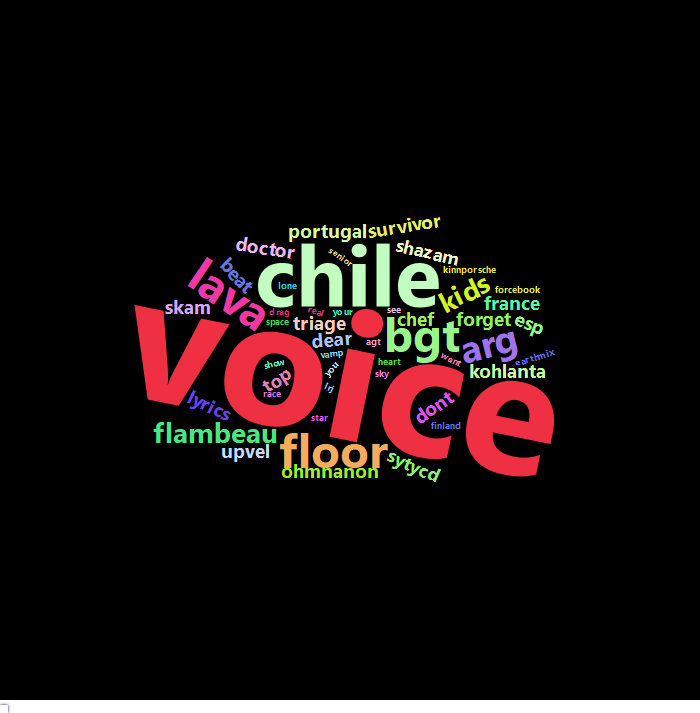 portugal
survivor
doctor
shazam
senior
chile
kinnporsche
beat
lava
lone
kids
forcebook
france
skam
drag
real
your
see
space
triage
chef
forget
esp
voice
dear
agt
bgt
arg
vamp
want
earthmix
show
you
heart
kohlanta
top
sky
race
lrj
lyrics
dont
star
finland
flambeau
upvel
floor
sytycd
ohmnanon